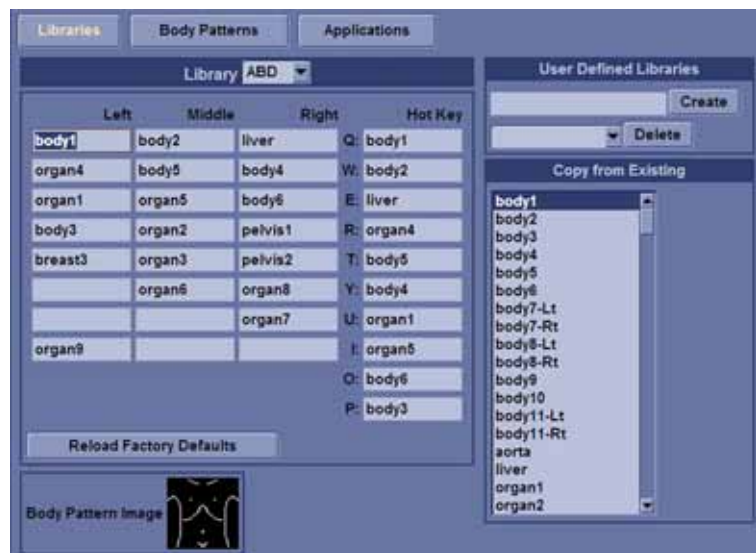 Libraries Body Patterns Applications
Library ABD
Left Middle Right Hot Key
body1 body2 liver Q: body1
organ4 body5 body4 W: body2
organ1 organ5 body6 E: liver
body3 organ2 pelvis1 R: organ4
breast3 organ3 pelvis2 T: body5
organ6 organ8 Y: body4
organ7 U: organ1
organ9 I: organ5
O: body6
P: body3
Reload Factory Defaults
Body Pattern Image
User Defined Libraries
Create
Delete
Copy from Existing
body1
body2
body3
body4
body5
body6
body7-Lt
body7-Rt
body8-Lt
body8-Rt
body9
body10
body11-Lt
body11-Rt
aorta
liver
organ1
organ2